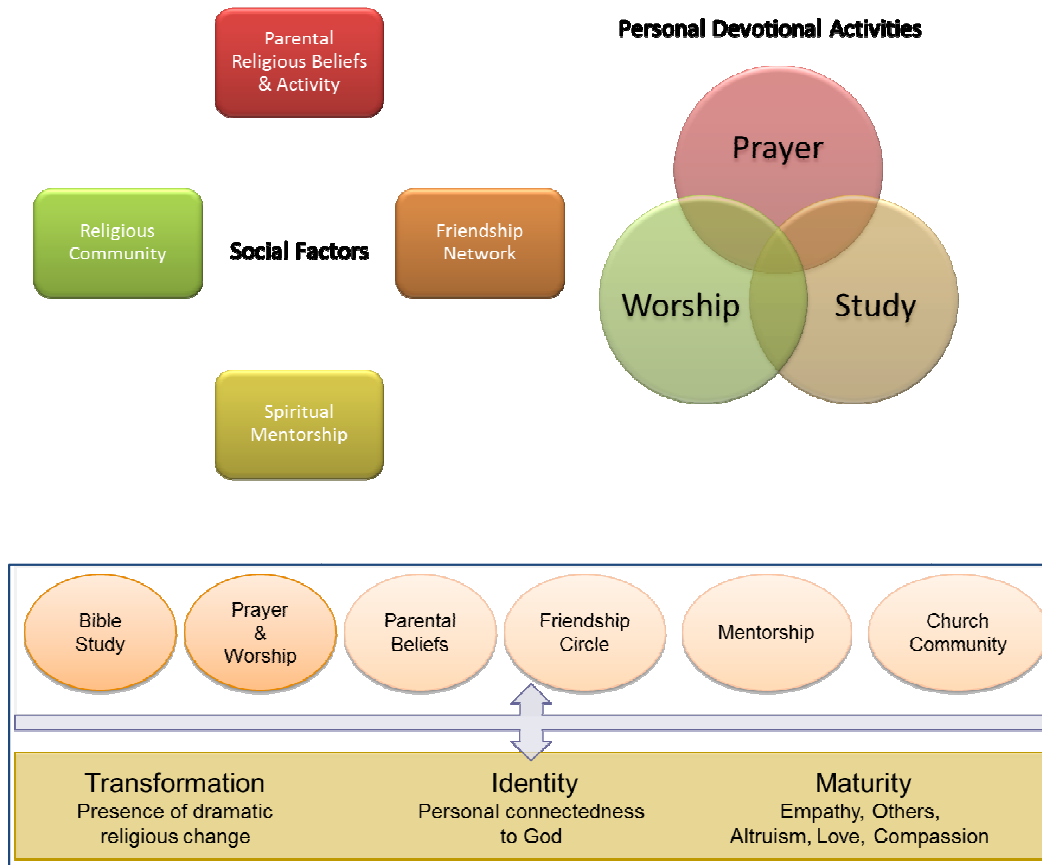 Parental
Religious Beliefs
& Activity
Religious
Community
Social Factors
Friendship
Network
Spiritual
Mentorship
Personal Devotional Activities
Prayer
Worship
Study
Bible
Study
Prayer
&
Worship
Parental
Beliefs
Friendship
Circle
Mentorship
Church
Community
Transformation
Presence of dramatic
religious change
Identity
Personal connectedness
to God
Maturity
Empathy, Others,
Altruism, Love, Compassion